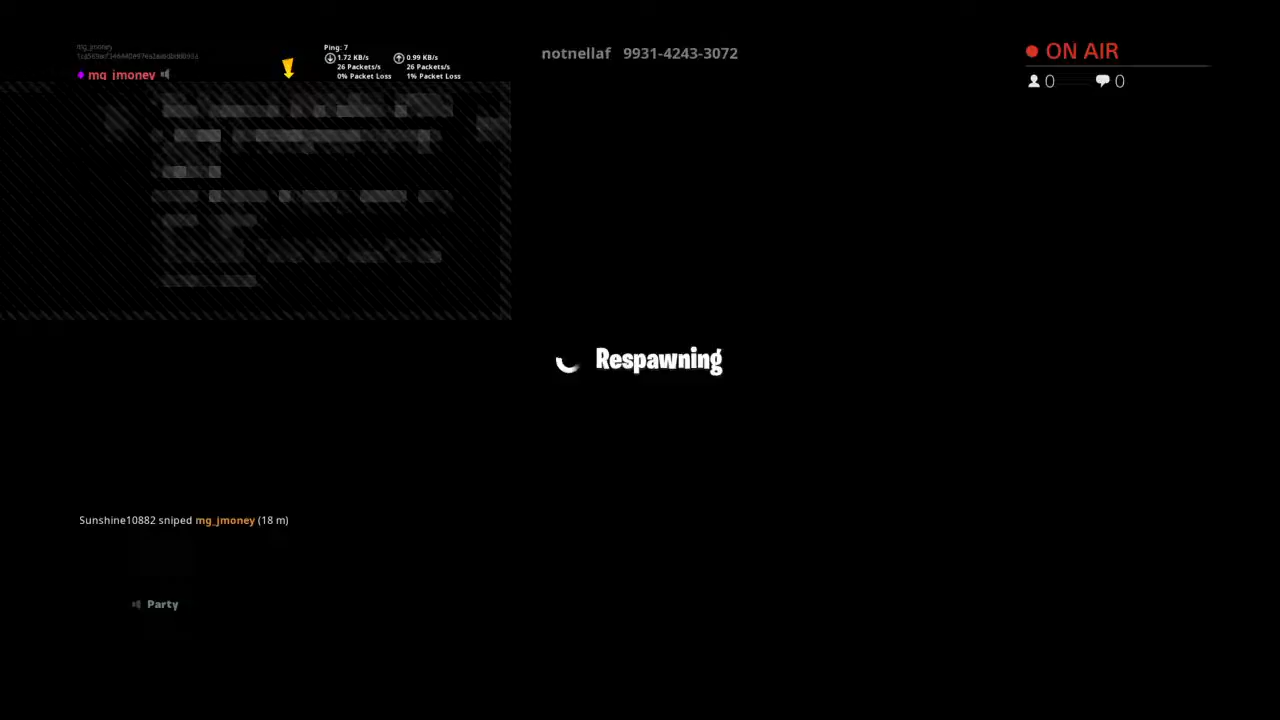 mg_jmoney
mg_jmoney
Ping: 7
1.72 KB/s 0.99 KB/s
26 Packets/s 26 Packets/s
0% Packet Loss 1% Packet Loss
notnellaf 9931-4243-3072
ON AIR
0 0
Respawning
Sunshine10882 sniped mg_jmoney (18 m)
Party